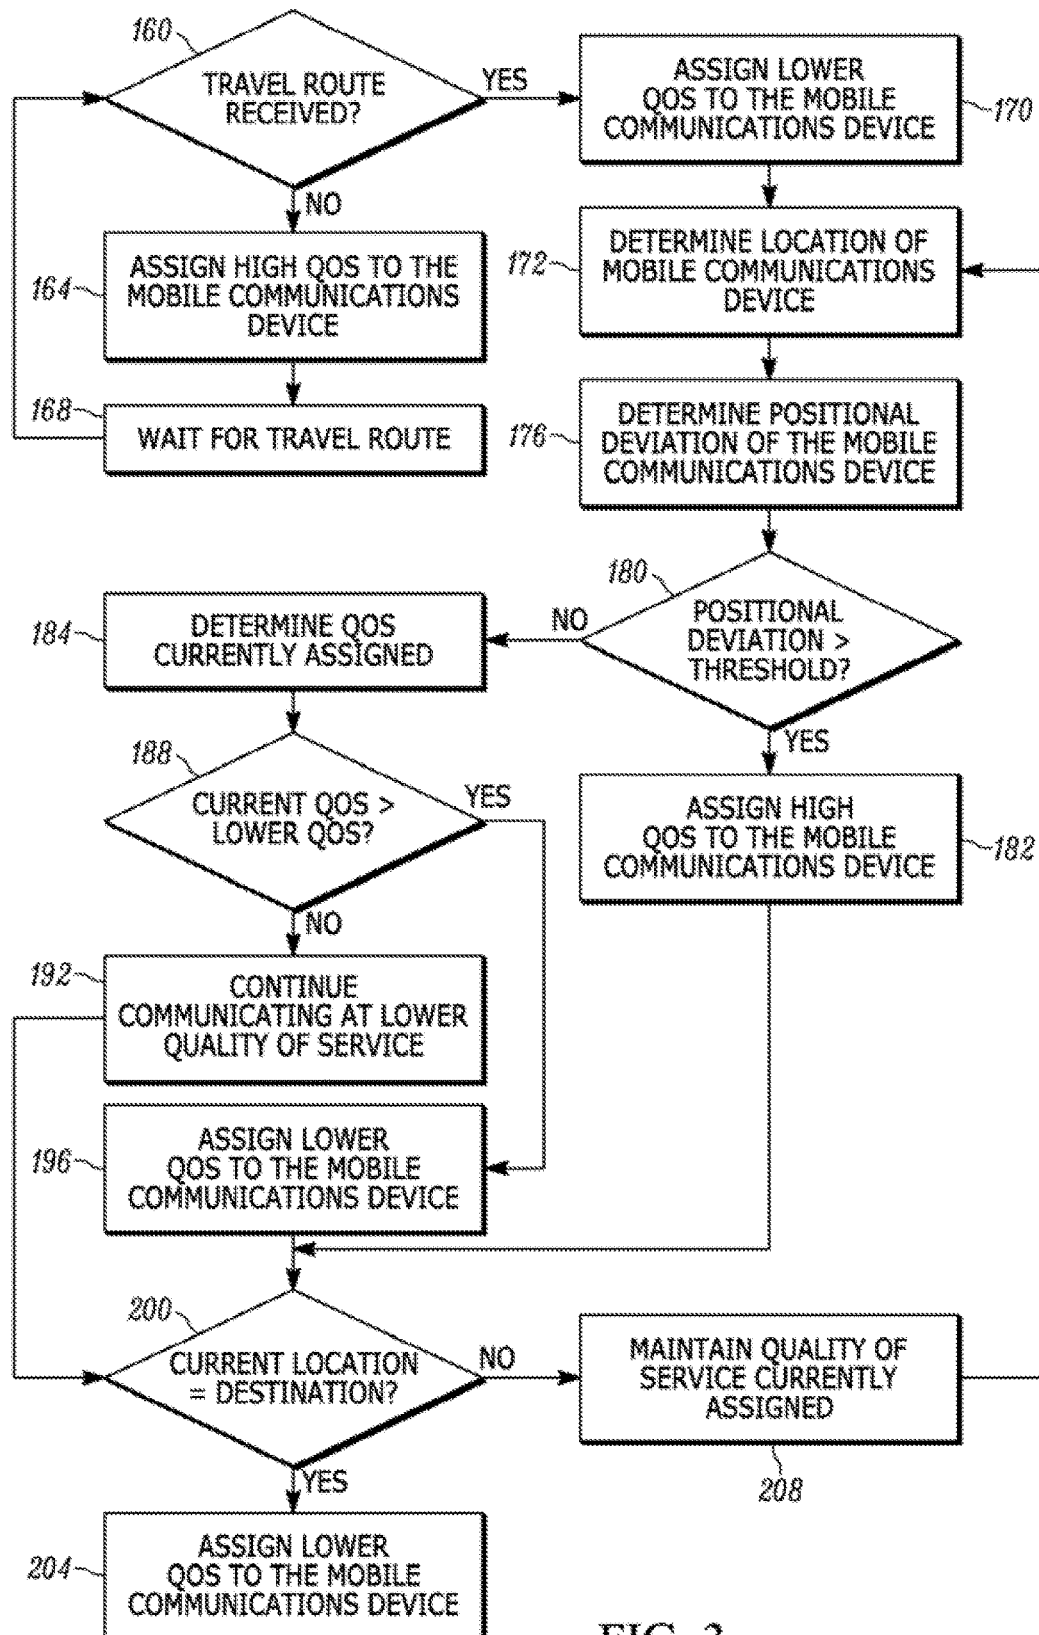 160
TRAVEL ROUTE
RECEIVED?
YES
NO
ASSIGN LOWER
QOS TO THE MOBILE
COMMUNICATIONS DEVICE
170
164
ASSIGN HIGH QOS TO THE
MOBILE COMMUNICATIONS
DEVICE
172
DETERMINE LOCATION OF
MOBILE COMMUNICATIONS
DEVICE
168
WAIT FOR TRAVEL ROUTE
176
DETERMINE POSITIONAL
DEVIATION OF THE MOBILE
COMMUNICATIONS DEVICE
180
POSITIONAL
DEVIATION >
THRESHOLD?
NO
YES
184
DETERMINE QOS
CURRENTLY ASSIGNED
188
CURRENT QOS >
LOWER QOS?
YES
NO
ASSIGN HIGH
QOS TO THE MOBILE
COMMUNICATIONS DEVICE
182
192
CONTINUE
COMMUNICATING AT LOWER
QUALITY OF SERVICE
196
ASSIGN LOWER
QOS TO THE MOBILE
COMMUNICATIONS DEVICE
200
CURRENT LOCATION
= DESTINATION?
NO
YES
MAINTAIN QUALITY OF
SERVICE CURRENTLY
ASSIGNED
208
204
ASSIGN LOWER
QOS TO THE MOBILE
COMMUNICATIONS DEVICE